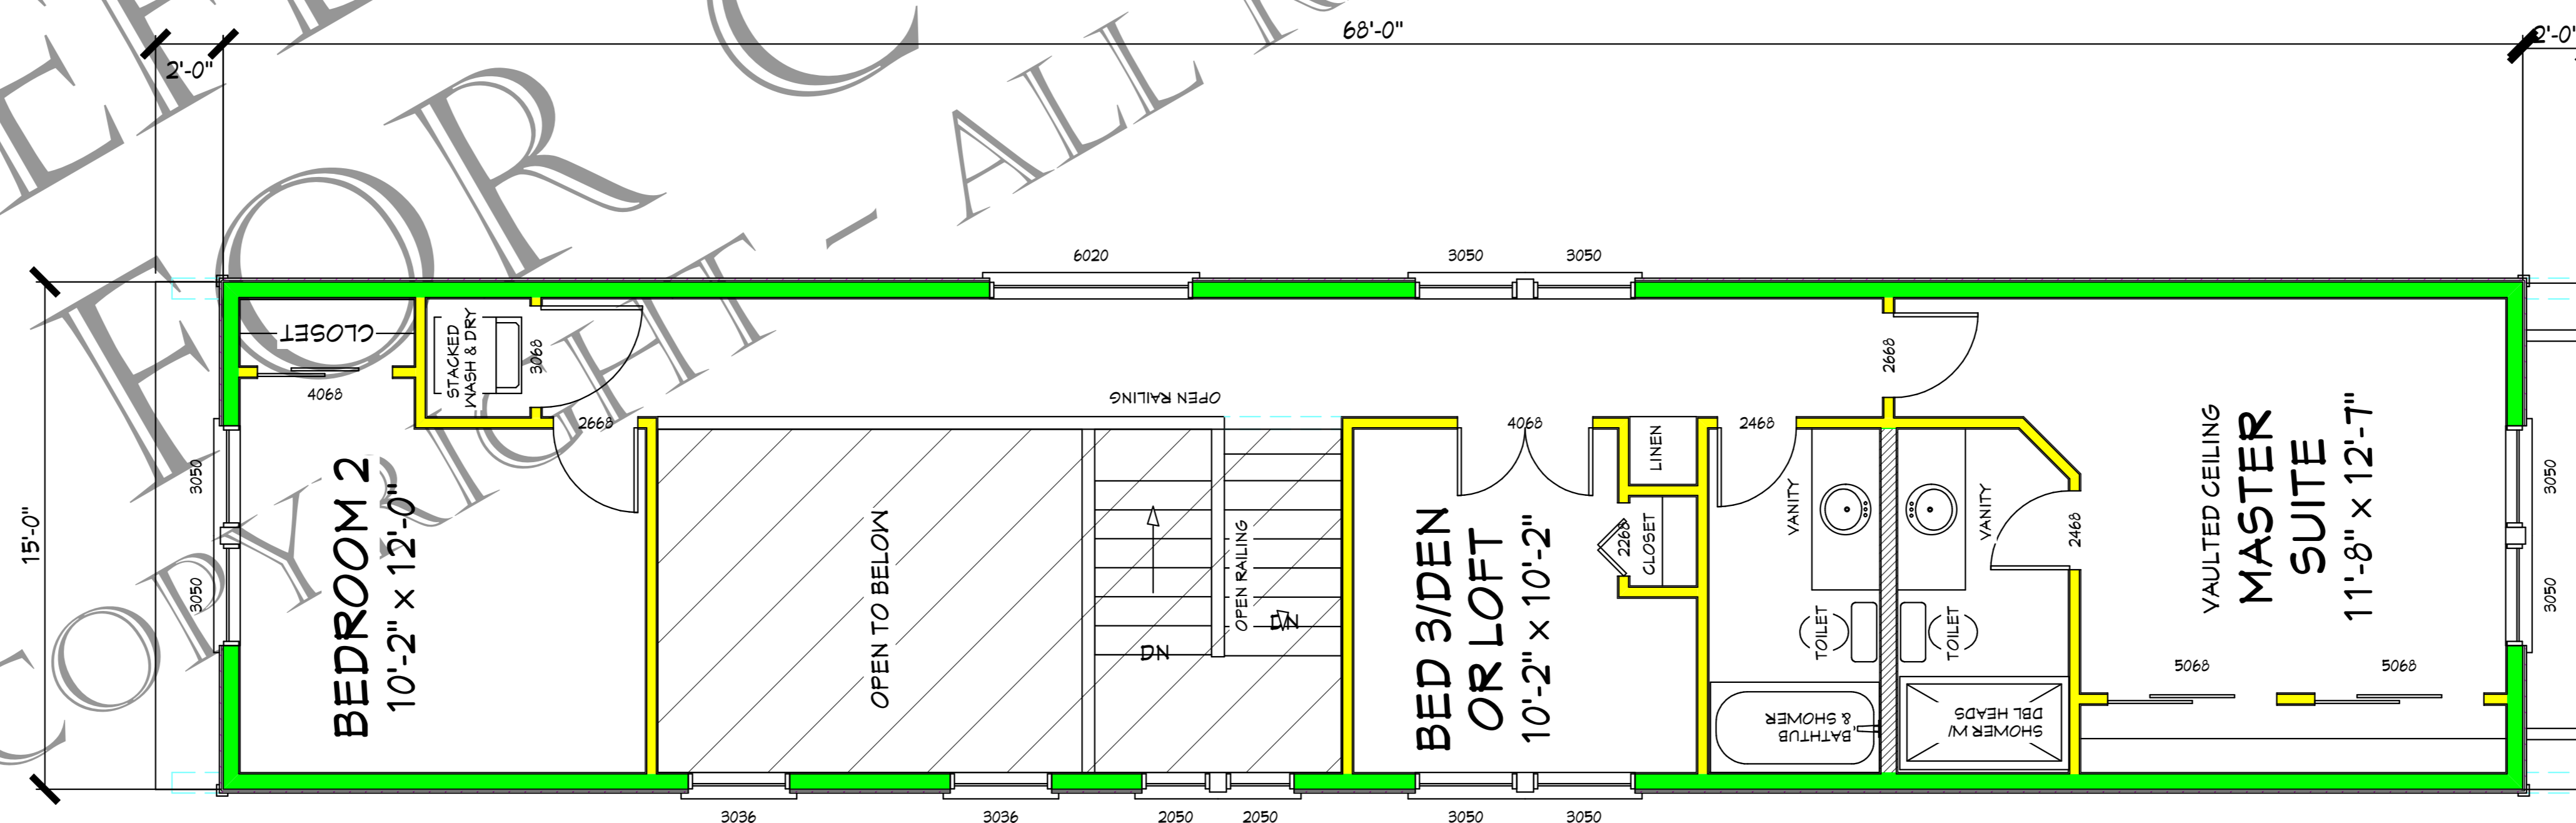 68'-0"
2'-0"
2'-0"
FOR C
COPYRIGHT - ALL R
6020
3050
3050
CLOSET
4068
STACKED
WASH & DRY
3068
2668
OPEN RAILING
4068
LINEN
2468
2668
15'-0"
3050
3050
BEDROOM 2
10'-2" x 12'-0"
OPEN TO BELOW
DN
OPEN RAILING
DN
BED 3/DEN
OR LOFT
10'-2" x 10'-2"
2268
CLOSET
VANITY
TOILET
BATHTUB
& SHOWER
VANITY
TOILET
SHOWER W/
DBL HEADS
2468
VAULTED CEILING
MASTER
SUITE
11'-8" x 12'-7"
5068
5068
3050
3050
3036
3036
2050
2050
3050
3050